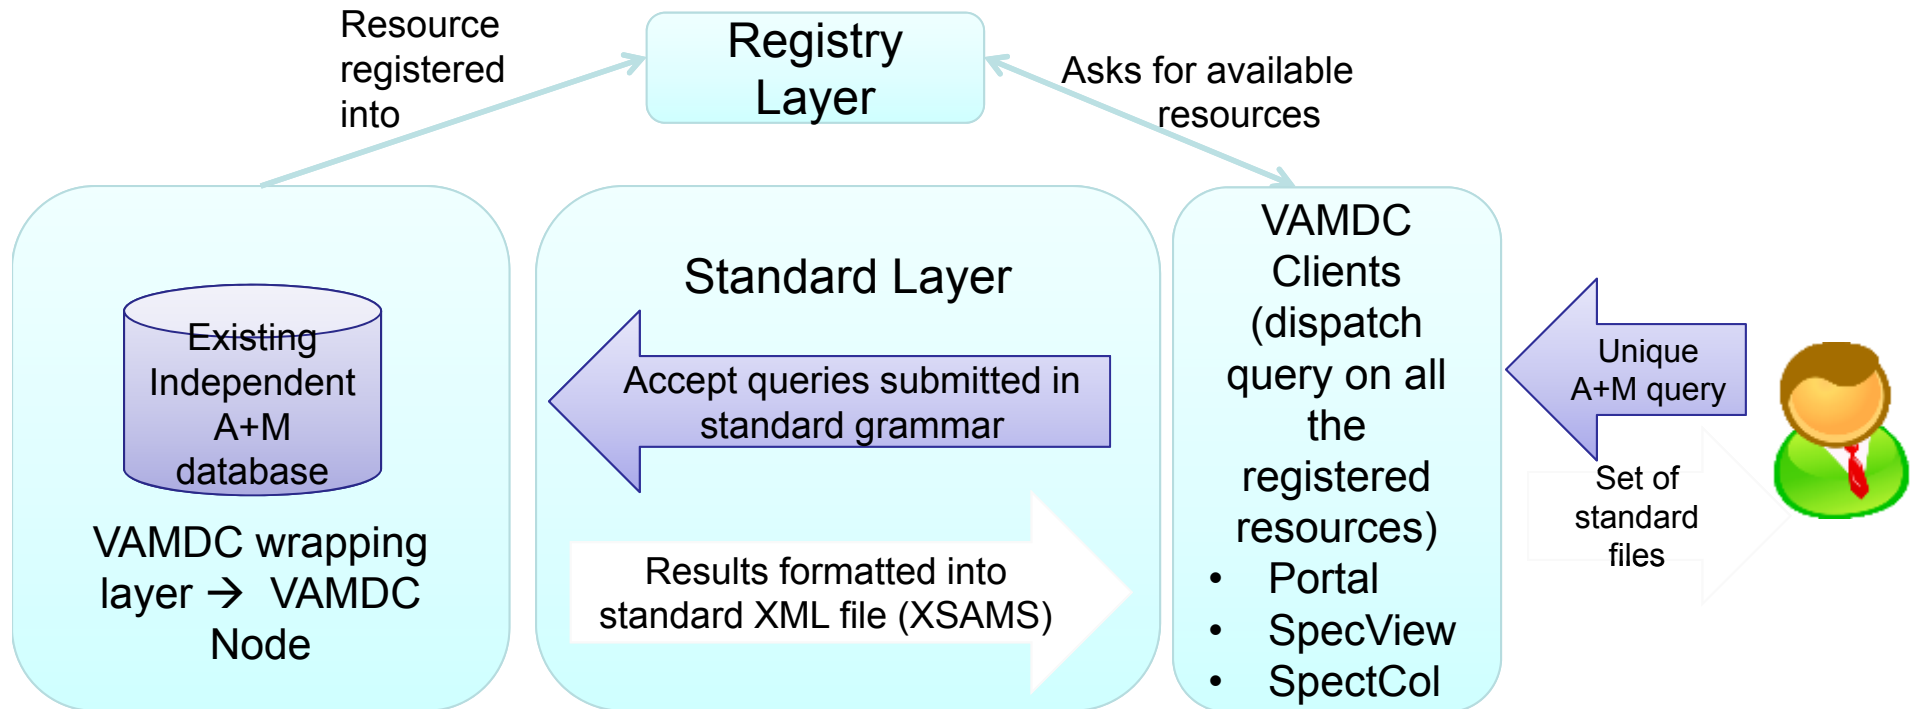 Resource
registered
into
Registry
Layer
Asks for available
resources
Existing
Independent
A+M
database
VAMDC wrapping
layer → VAMDC
Node
Standard Layer
Accept queries submitted in
standard grammar
Results formatted into
standard XML file (XSAMS)
VAMDC
Clients
(dispatch
query on all
the
registered
resources)
• Portal
• SpecView
• SpectCol
Unique
A+M query
Set of
standard
files